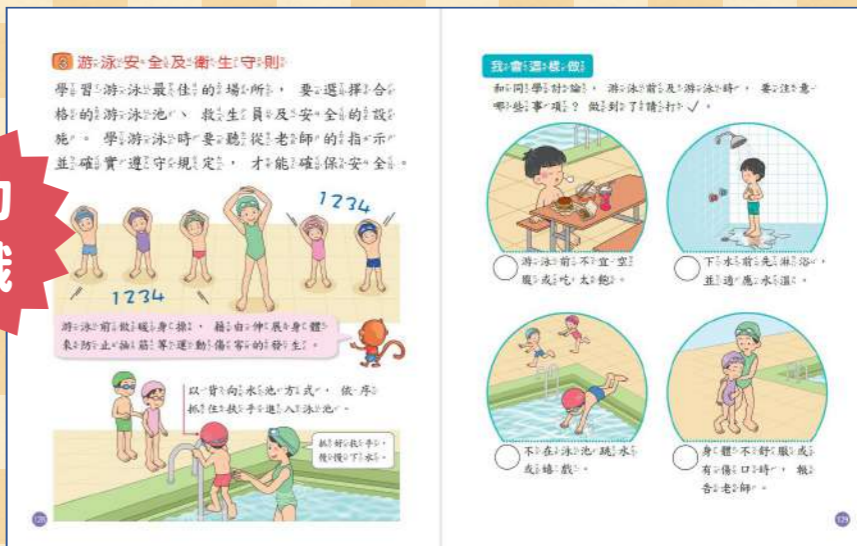 3 游泳安全及衛生守則
學習游泳最佳的場所，要選擇合
格的游泳池、救生員及安全的設
施。學游泳時要聽從老師的指示
並確實遵守規定，才能確保安全。
1234
1234
游泳前做暖身操，藉由伸展身體
來防止抽筋等運動傷害的發生。
以背向水池方式，依序
抓住扶手進入泳池。
抓好扶手，
慢慢下水。
128
我會這樣做
和同學討論，游泳前及游泳時，要注意
哪些事項？做到了請打✓。
游泳前不宜空
腹或吃太飽。
下水前先淋浴，
並適應水溫。
不在泳池跳水
或嬉戲。
身體不舒服或
有傷口時，報
告老師。
129